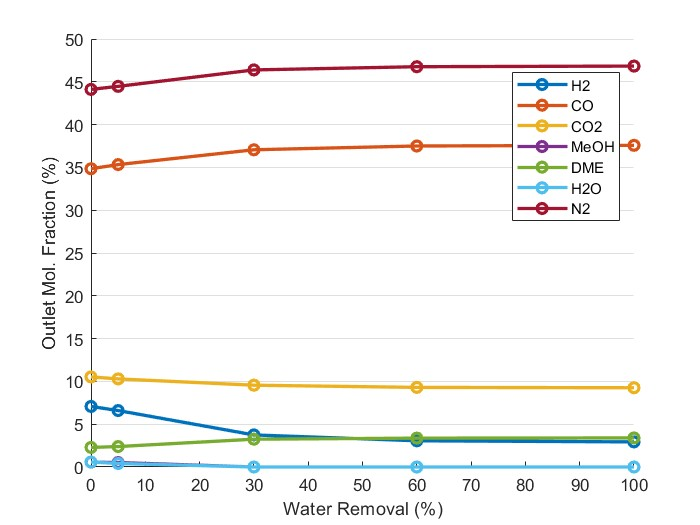 50
45
40
35
30
25
20
15
10
5
0
Outlet Mol. Fraction (%)
H2
CO
CO2
MeOH
DME
H2O
N2
0 10 20 30 40 50 60 70 80 90 100
Water Removal (%)